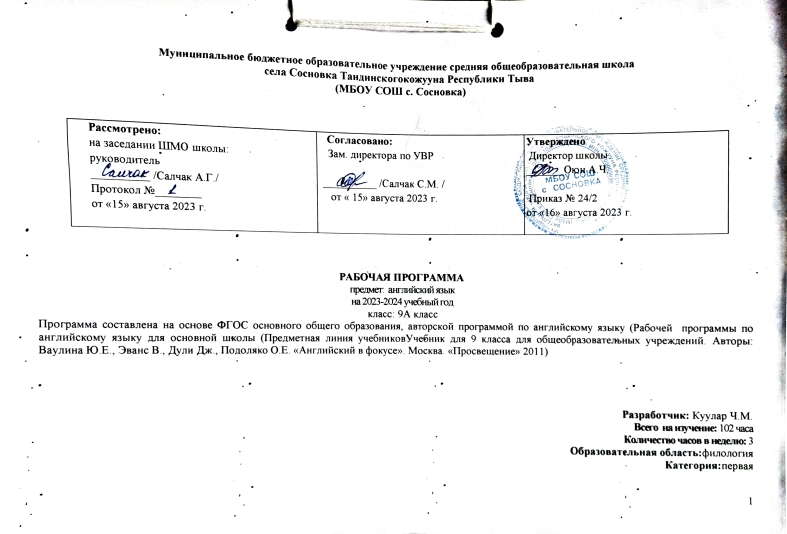 Муниципальное бюджетное образовательное учреждение средняя общеобразовательная школа
села Сосновка Тандинскогокожууна Республики Тыва
(МБОУ СОШ с. Сосновка)
Рассмотрено:
на заседании ШМО школы:
руководитель
Салчак /Салчак А.Г./
Протокол №
от «15» августа 2023 г.
Согласовано:
Зам. директора по УВР
/Салчак С.М. /
от « 15» августа 2023 г.
Утверждено
Директор школы:
Оюн А.Ч.
МБОУ СОШ
с СОСНОВКА
Приказ № 24/2
от «16» августа 2023 г.
РАБОЧАЯ ПРОГРАММА
предмет: английский язык
на 2023-2024 учебный год
класс: 9А класс
Программа составлена на основе ФГОС основного общего образования, авторской программой по английскому языку (Рабочей программы по
английскому языку для основной школы (Предметная линия учебниковУчебник для 9 класса для общеобразовательных учреждений. Авторы:
Ваулина Ю.Е., Эванс В., Дули Дж., Подоляко О.Е. «Английский в фокусе». Москва. «Просвещение» 2011)
Разработчик: Куулар Ч.М.
Всего на изучение: 102 часа
Количество часов в неделю: 3
Образовательная область:филология
Категория:первая
1